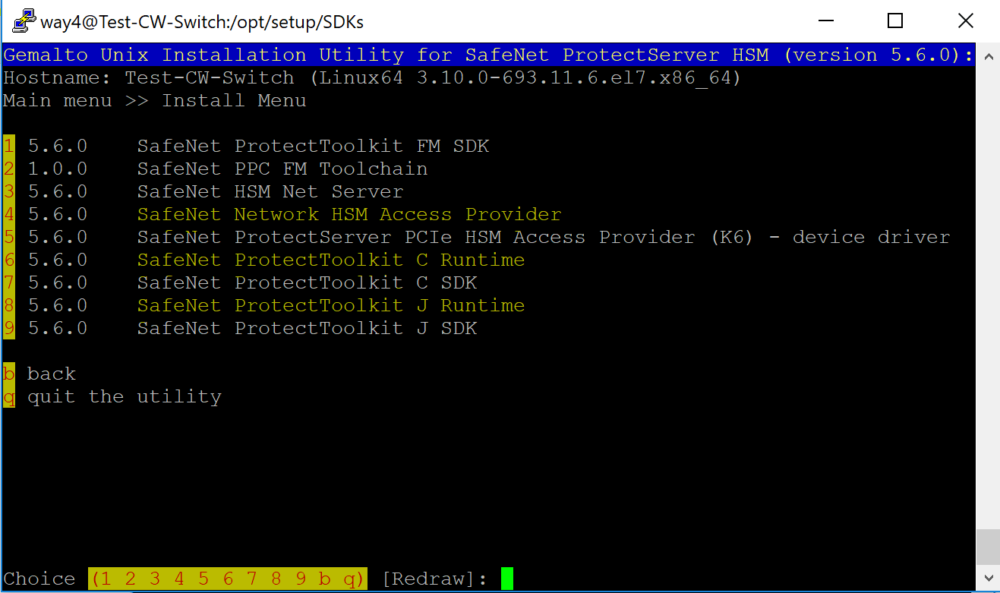 way4@Test-CW-Switch:/opt/setup/SDKs
Gemalto Unix Installation Utility for SafeNet ProtectServer HSM (version 5.6.0):
Hostname: Test-CW-Switch (Linux64 3.10.0-693.11.6.el7.x86_64)
Main menu >> Install Menu
1 5.6.0    SafeNet ProtectToolkit FM SDK
2 1.0.0    SafeNet PPC FM Toolchain
3 5.6.0    SafeNet HSM Net Server
4 5.6.0    SafeNet Network HSM Access Provider
5 5.6.0    SafeNet ProtectServer PCIe HSM Access Provider (K6) - device driver
6 5.6.0    SafeNet ProtectToolkit C Runtime
7 5.6.0    SafeNet ProtectToolkit C SDK
8 5.6.0    SafeNet ProtectToolkit J Runtime
9 5.6.0    SafeNet ProtectToolkit J SDK
b back
q quit the utility
Choice (1 2 3 4 5 6 7 8 9 b q) [Redraw]: